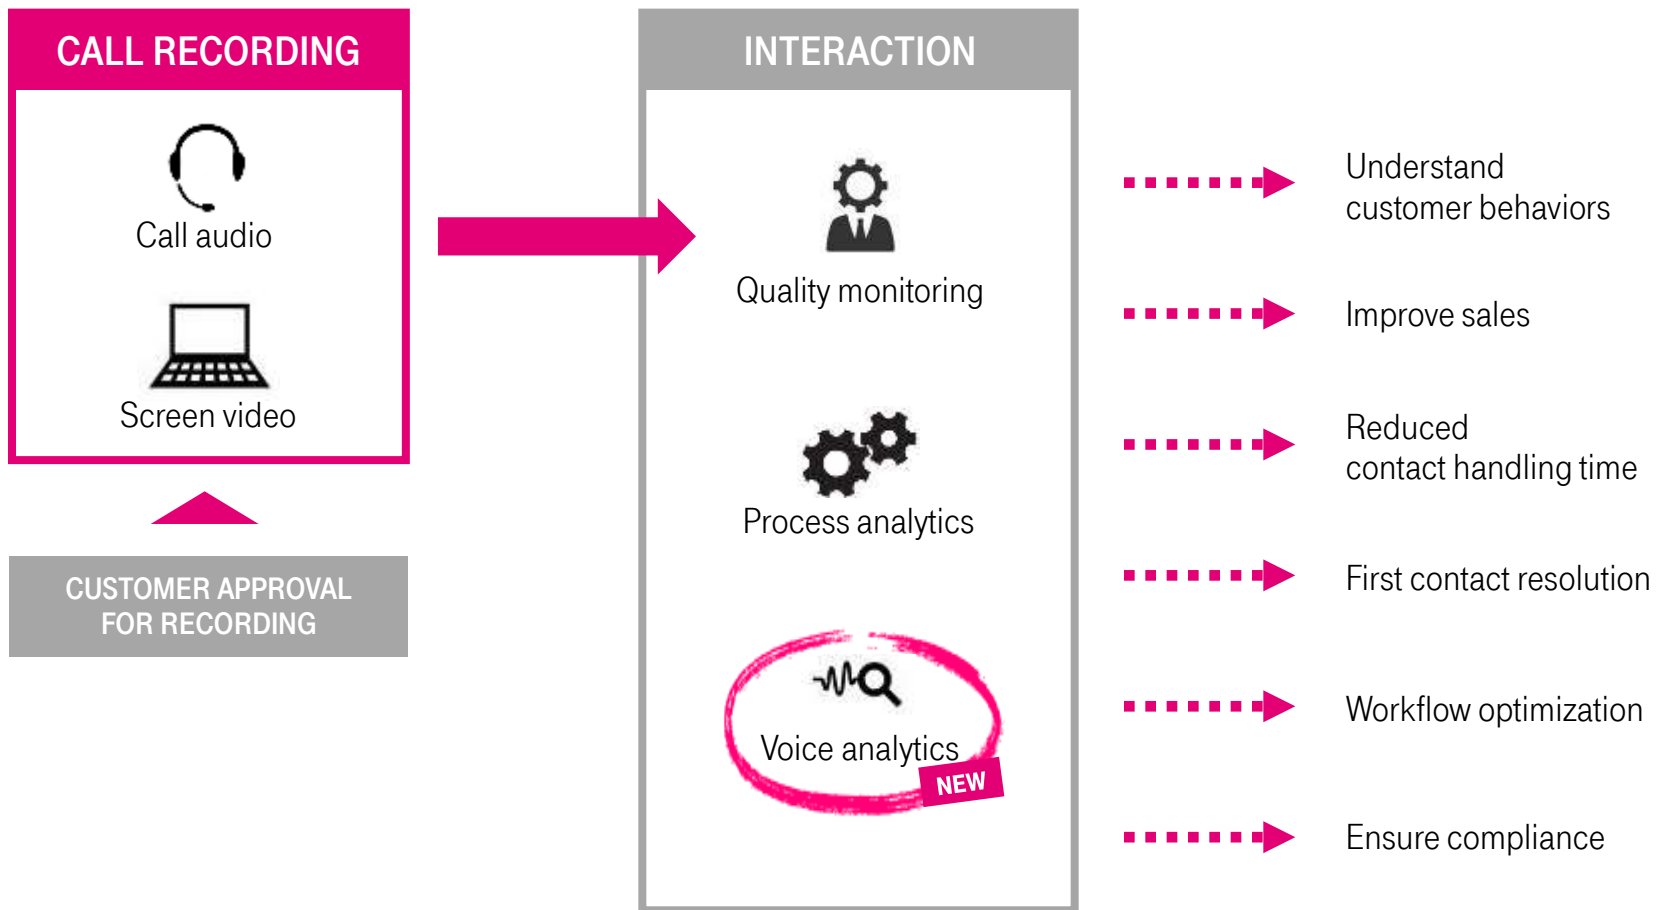 CALL RECORDING
Call audio
Screen video
CUSTOMER APPROVAL
FOR RECORDING
INTERACTION
Quality monitoring
Process analytics
Voice analytics
NEW
Understand
customer behaviors
Improve sales
Reduced
contact handling time
First contact resolution
Workflow optimization
Ensure compliance